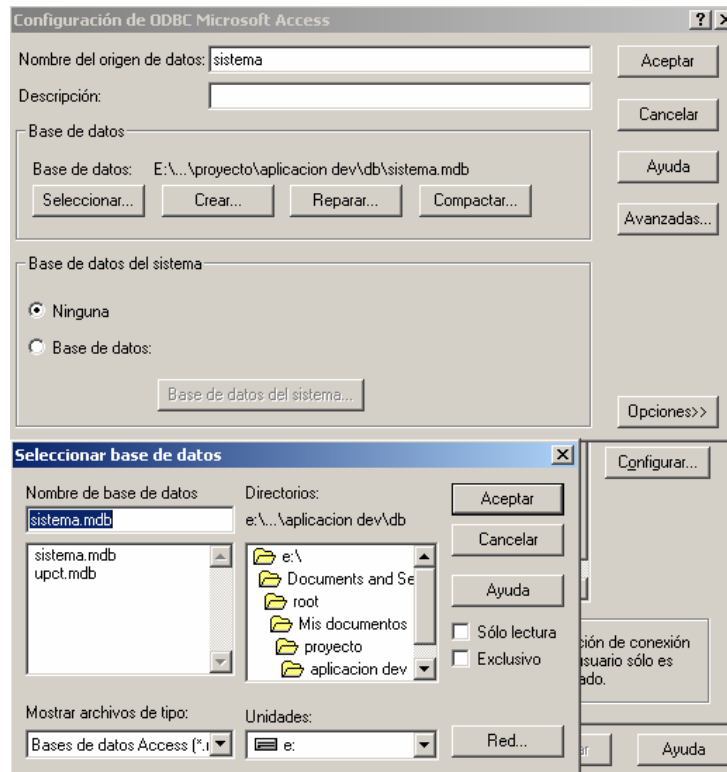 Configuración de ODBC Microsoft Access
Nombre del origen de datos: sistema
Aceptar
Descripción:
Cancelar
Base de datos
Base de datos: E:\...\proyecto\aplicacion dev\db\sistema.mdb
Ayuda
Seleccionar... Crear... Reparar... Compactar...
Avanzadas...
Base de datos del sistema
Ninguna
Base de datos:
Base de datos del sistema...
Opciones>>
Seleccionar base de datos
Configurar...
Nombre de base de datos
Directorios:
Aceptar
sistema.mdb
e:\...\aplicacion dev\db
Cancelar
sistema.mdb
upct.mdb
e:\
Documents and Se
root
Mis documentos
proyecto
aplicacion dev
Ayuda
Sólo lectura
Exclusivo
ción de conexión
usuario sólo es
ado.
Mostrar archivos de tipo:
Unidades:
Bases de datos Access (*.
e:
Red...
Ayuda